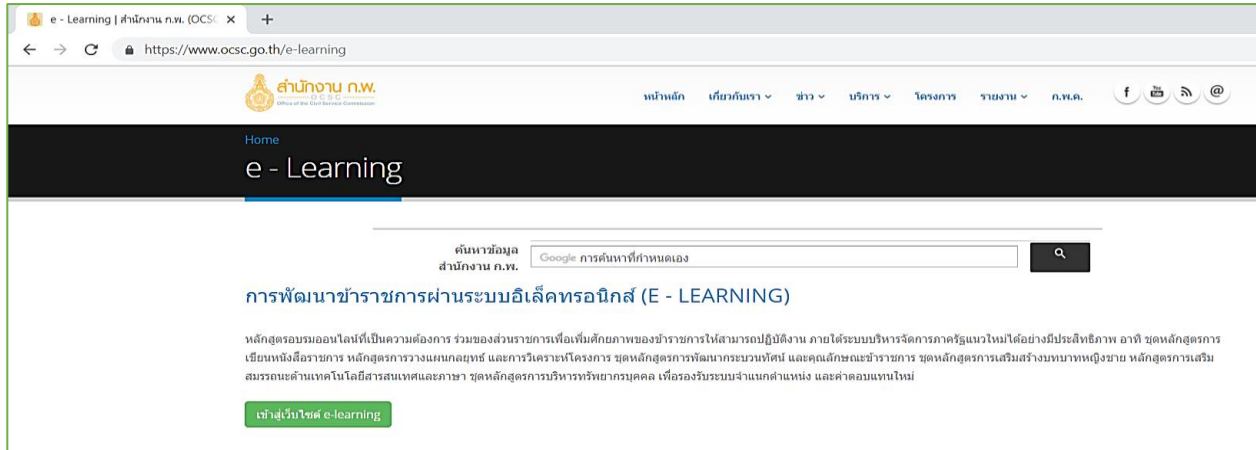 e - Learning | สำนักงาน ก.พ. (OCSC
https://www.ocsc.go.th/e-learning
สำนักงาน ก.พ.
OCSC
Office of the Civil Service Commission
หน้าหลัก เกี่ยวกับเรา ข่าว บริการ โครงการ รายงาน ก.พ.ค.
f You Tube @
Home
e - Learning
ค้นหาข้อมูล
สำนักงาน ก.พ.
Google การค้นหาที่กำหนดเอง
การพัฒนาข้าราชการผ่านระบบอิเล็คทรอนิกส์ (E - LEARNING)
หลักสูตรอบรมออนไลน์ที่เป็นความต้องการ ร่วมของส่วนราชการเพื่อเพิ่มศักยภาพของข้าราชการให้สามารถปฏิบัติงาน ภายใต้ระบบบริหารจัดการภาครัฐแนวใหม่ได้อย่างมีประสิทธิภาพ อาทิ ชุดหลักสูตรการ
เขียนหนังสือราชการ หลักสูตรการวางแผนกลยุทธ์ และการวิเคราะห์โครงการ ชุดหลักสูตรการพัฒนากระบวนทัศน์ และคุณลักษณะข้าราชการ ชุดหลักสูตรการเสริมสร้างบทบาทหญิงชาย หลักสูตรการเสริม
สมรรถนะด้านเทคโนโลยีสารสนเทศและภาษา ชุดหลักสูตรการบริหารทรัพยากรบุคคล เพื่อรองรับระบบจำแนกตำแหน่ง และค่าตอบแทนใหม่
เข้าสู่เว็บไซต์ e-learning